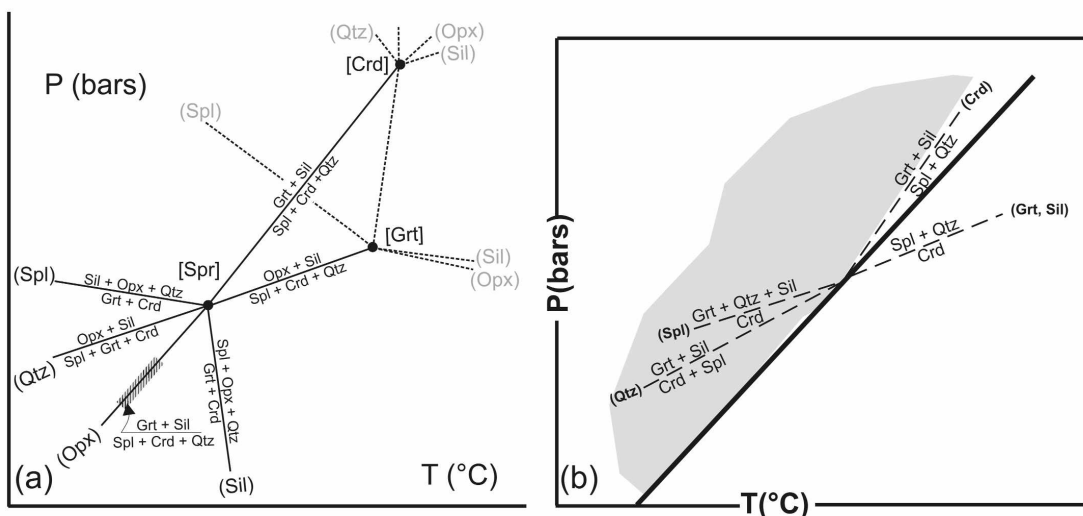 (Qtz)
(Opx)
(Sil)
[Crd]
P (bars)
(Spl)
Grt + Sil
Spl + Crd +Qtz
[Grt]
(Sil)
(Opx)
[Spr]
Opx + Sil
Spl + Crd + Qtz
(Spl)
Sil + Opx + Qtz
Grt + Crd
Opx + Sil
Spl + Grt + Crd
(Qtz)
Spl + Opx + Qtz
Grt + Crd
(Opx)
Grt + Sil
Spl + Crd + Qtz
(Sil)
(a)
T (°C)
(b)
P(bars)
(Crd)
Grt + Sil
Spl + Qtz
(Grt, Sil)
Spl + Qtz
Crd
(Spl)
Grt + Qtz + Sil
Crd
(Qtz)
Grt + Sil
Crd + Spl
T(°C)